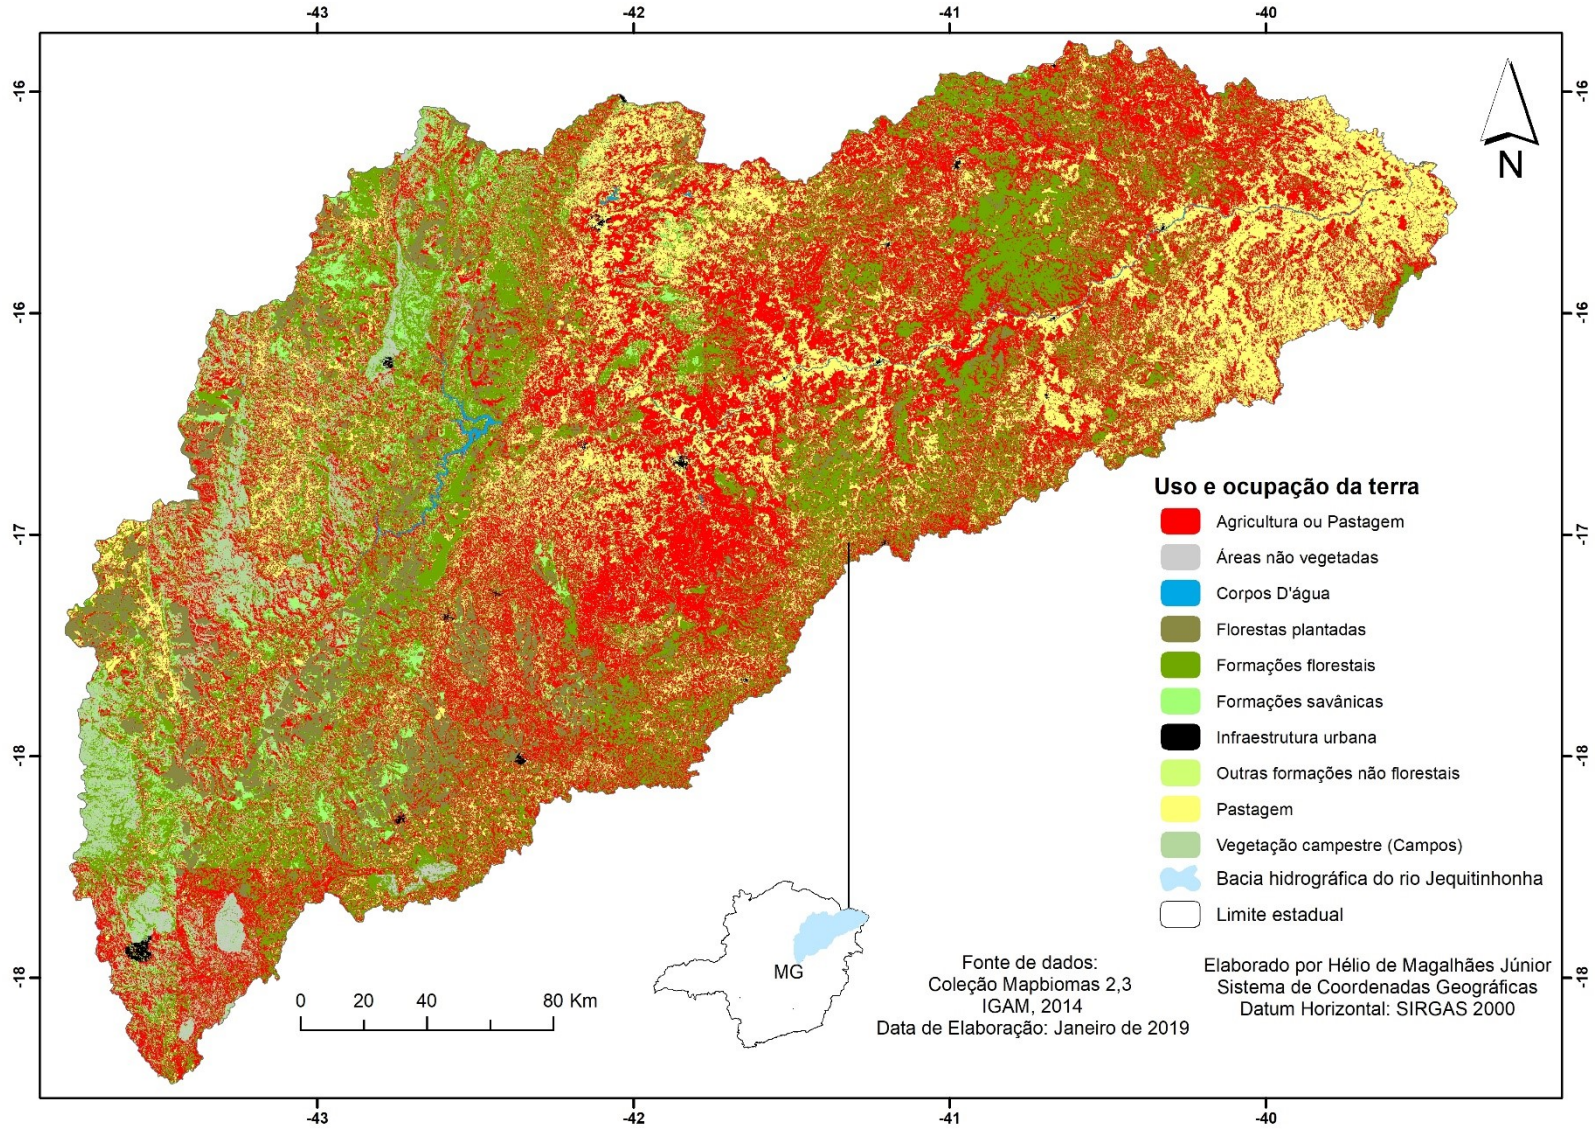 -43 -42 -41 -40
-16 -16
N
-16 -16
-17 -17
-18 -18
-18 -18
Uso e ocupação da terra
Agricultura ou Pastagem
Áreas não vegetadas
Corpos D'água
Florestas plantadas
Formações florestais
Formações savânicas
Infraestrutura urbana
Outras formações não florestais
Pastagem
Vegetação campestre (Campos)
Bacia hidrográfica do rio Jequitinhonha
Limite estadual
MG
0 20 40 80 Km
Fonte de dados:
Coleção Mapbiomas 2,3
IGAM, 2014
Data de Elaboração: Janeiro de 2019
Elaborado por Hélio de Magalhães Júnior
Sistema de Coordenadas Geográficas
Datum Horizontal: SIRGAS 2000
-43 -42 -41 -40